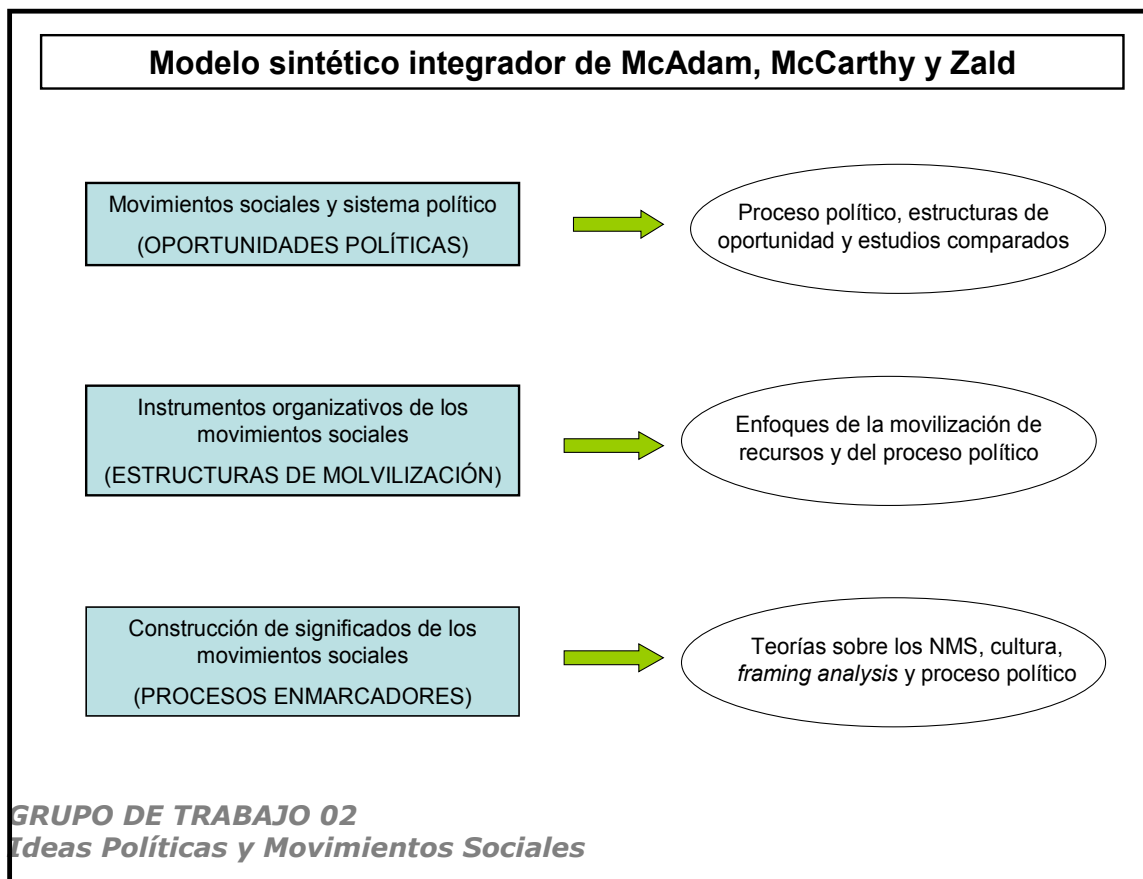 Modelo sintético integrador de McAdam, McCarthy y Zald
Movimientos sociales y sistema político
(OPORTUNIDADES POLÍTICAS)
Proceso político, estructuras de
oportunidad y estudios comparados
Instrumentos organizativos de los
movimientos sociales
(ESTRUCTURAS DE MOLVILIZACIÓN)
Enfoques de la movilización de
recursos y del proceso político
Construcción de significados de los
movimientos sociales
(PROCESOS ENMARCADORES)
Teorías sobre los NMS, cultura,
framing analysis y proceso político
GRUPO DE TRABAJO 02
Ideas Políticas y Movimientos Sociales